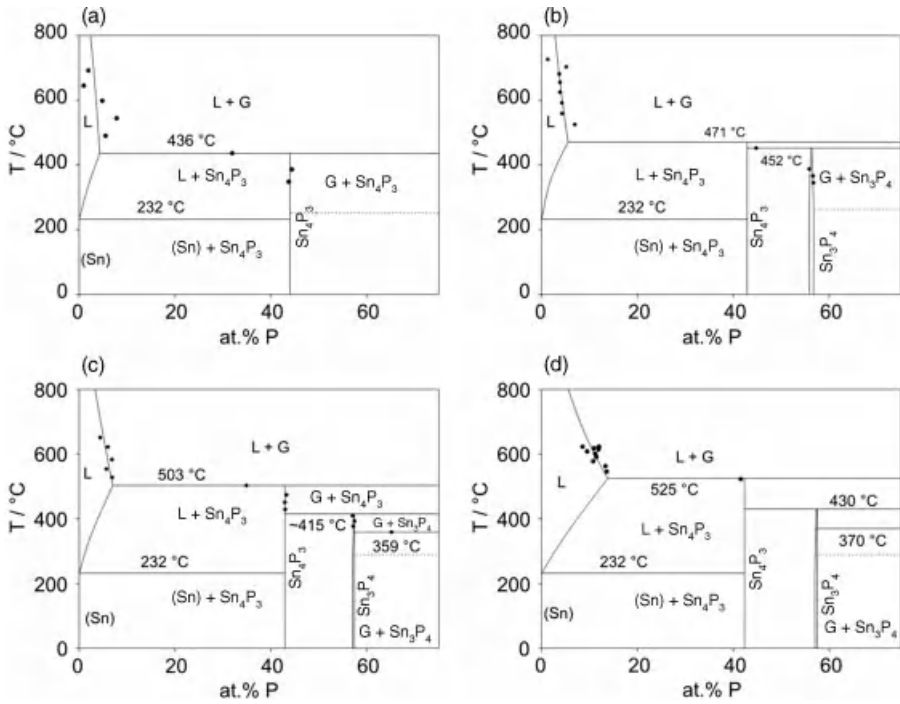 (a)
800
600
400
200
0
T / °C
L
L + G
436 °C
L + Sn₄P₃
G + Sn₄P₃
232 °C
(Sn) + Sn₄P₃
(Sn)
Sn₄P₃
0
20
40
60
at.% P
(b)
800
600
400
200
0
T / °C
L
L + G
471 °C
452 °C
L + Sn₄P₃
G + Sn₃P₄
232 °C
(Sn) + Sn₄P₃
Sn₄P₃
Sn₃P₄
0
20
40
60
at.% P
(c)
800
600
400
200
0
T / °C
L
L + G
503 °C
G + Sn₄P₃
L + Sn₄P₃
~415 °C
G + Sn₃P₄
359 °C
232 °C
(Sn) + Sn₄P₃
(Sn)
Sn₄P₃
Sn₃P₄
G + Sn₃P₄
0
20
40
60
at.% P
(d)
800
600
400
200
0
T / °C
L
L + G
525 °C
430 °C
L + Sn₄P₃
370 °C
232 °C
(Sn) + Sn₄P₃
Sn₄P₃
Sn₃P₄
G + Sn₃P₄
0
20
40
60
at.% P